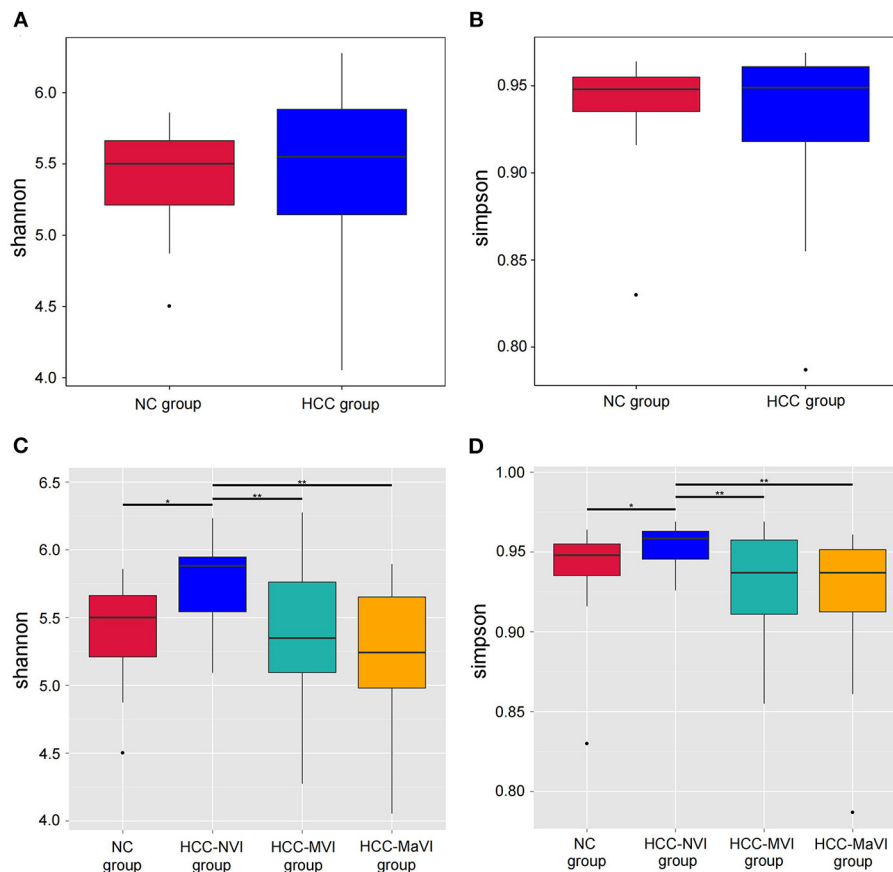 A
shannon
6.0
5.5
5.0
4.5
4.0
NC group
HCC group
B
simpson
0.95
0.90
0.85
0.80
NC group
HCC group
C
shannon
6.5
6.0
5.5
5.0
4.5
4.0
*
**
**
NC
group
HCC-NVI
group
HCC-MVI
group
HCC-MaVI
group
D
simpson
1.00
0.95
0.90
0.85
0.80
*
**
**
NC
group
HCC-NVI
group
HCC-MVI
group
HCC-MaVI
group